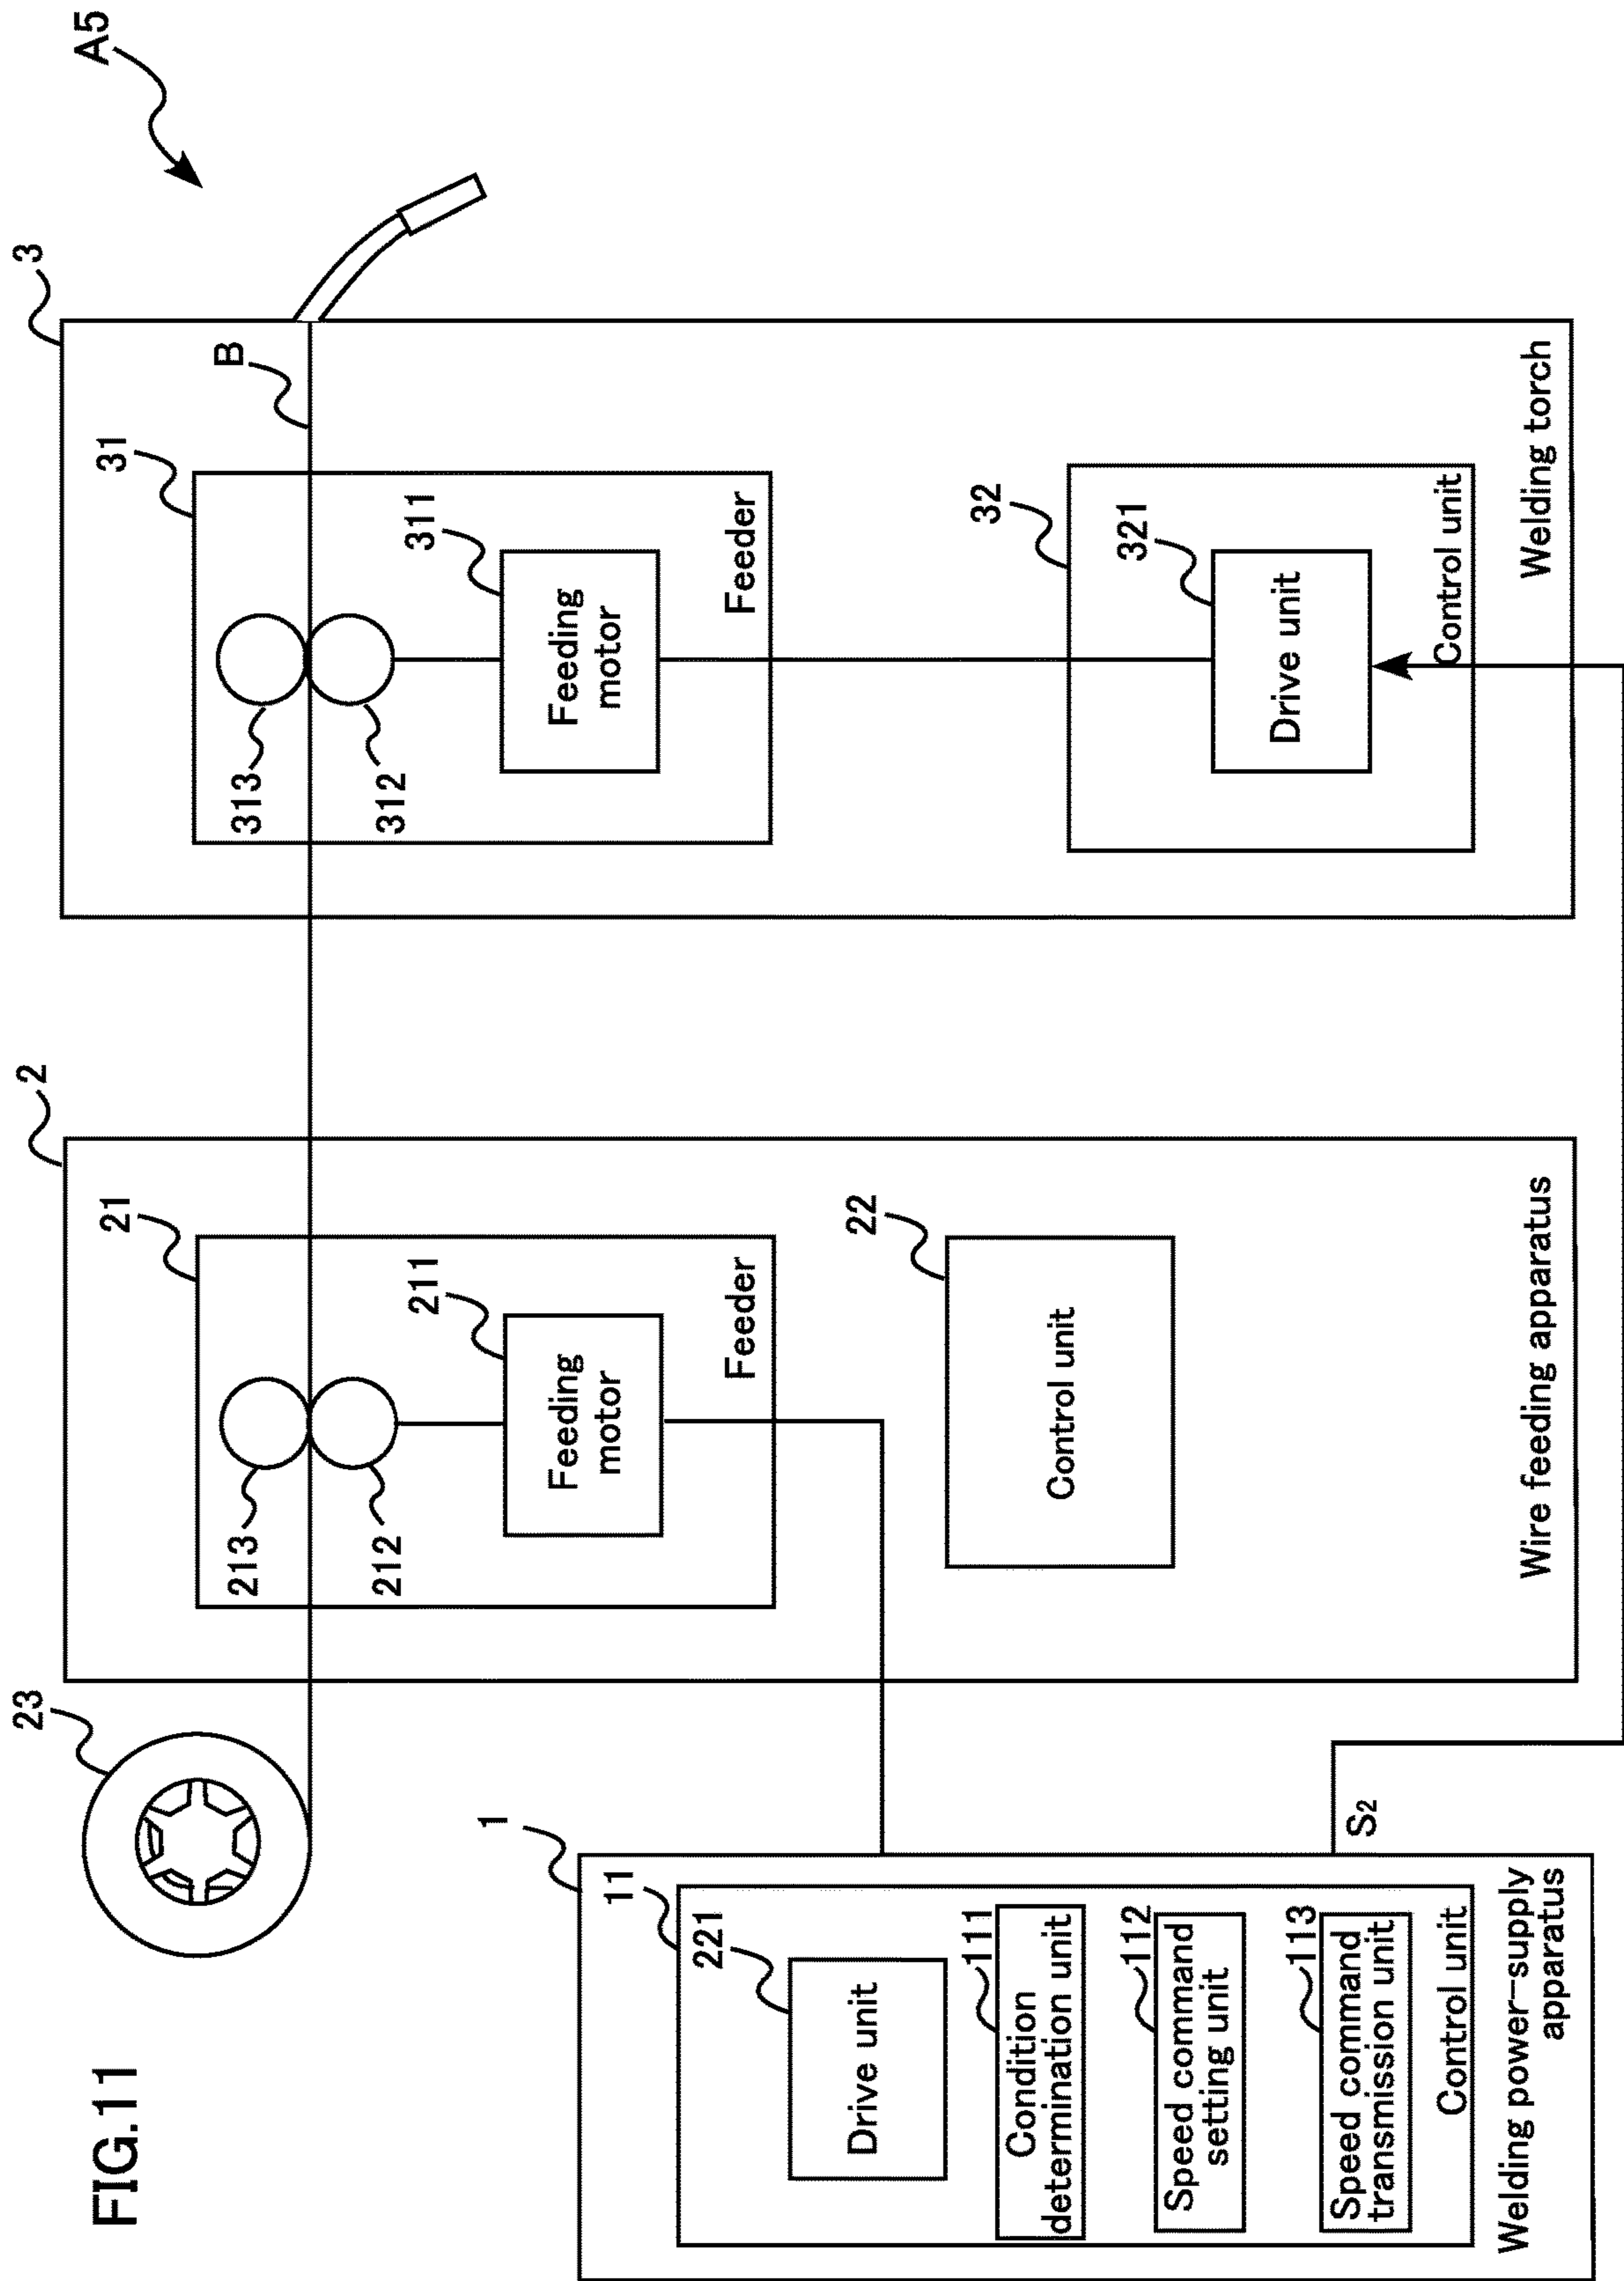 FIG.11
A5
23
2
3
21
213
212
211
Feeding
motor
Feeder
22
Control unit
Wire feeding apparatus
31
B
313
312
311
Feeding
motor
Feeder
32
321
Drive unit
Control unit
Welding torch
1
11
221
Drive unit
111
Condition
determination unit
112
Speed command
setting unit
113
Speed command
transmission unit
Control unit
Welding power-supply
apparatus
S2